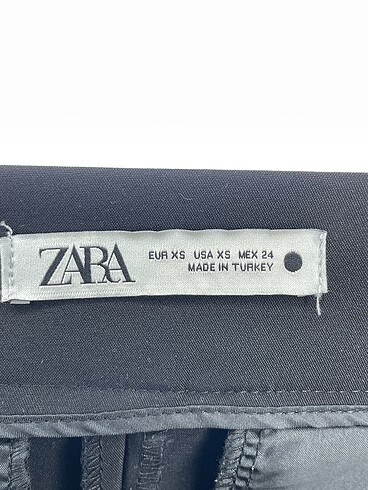 ZARA
EUR XS USA XS MEX 24
MADE IN TURKEY